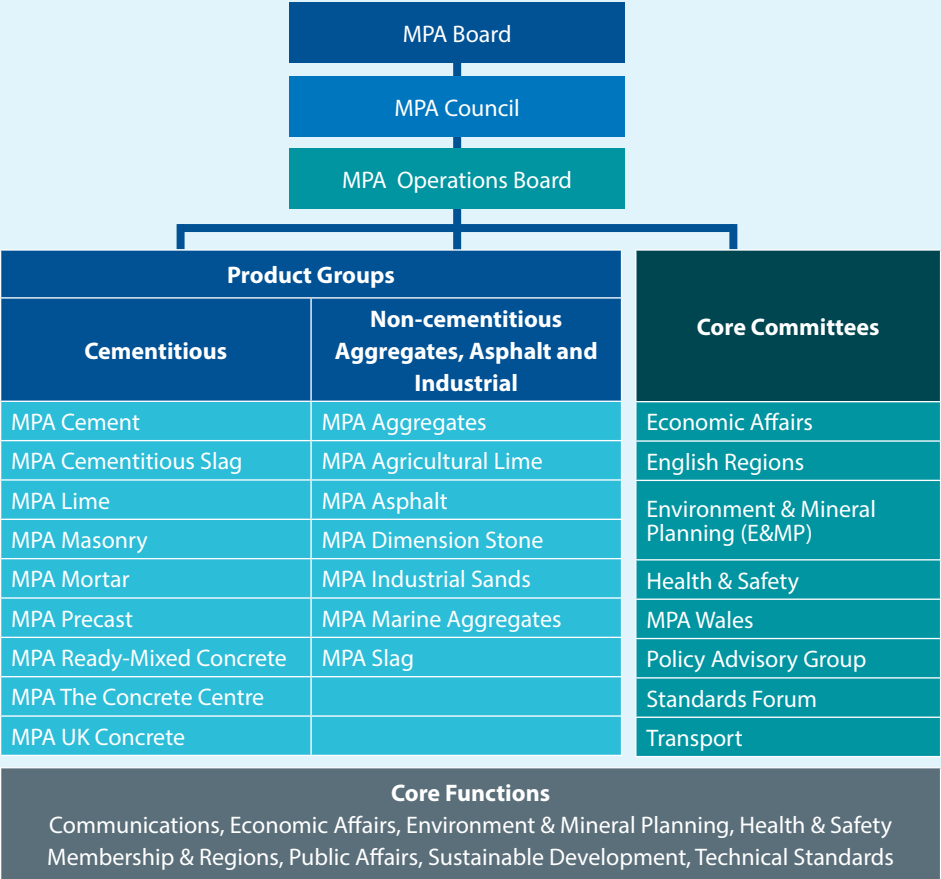 MPA Board
MPA Council
MPA Operations Board
Product Groups
Cementitious
Non-cementitious
Aggregates, Asphalt and
Industrial
Core Committees
MPA Cement
MPA Cementitious Slag
MPA Lime
MPA Masonry
MPA Mortar
MPA Precast
MPA Ready-Mixed Concrete
MPA The Concrete Centre
MPA UK Concrete
MPA Aggregates
MPA Agricultural Lime
MPA Asphalt
MPA Dimension Stone
MPA Industrial Sands
MPA Marine Aggregates
MPA Slag
Economic Affairs
English Regions
Environment & Mineral
Planning (E&MP)
Health & Safety
MPA Wales
Policy Advisory Group
Standards Forum
Transport
Core Functions
Communications, Economic Affairs, Environment & Mineral Planning, Health & Safety
Membership & Regions, Public Affairs, Sustainable Development, Technical Standards